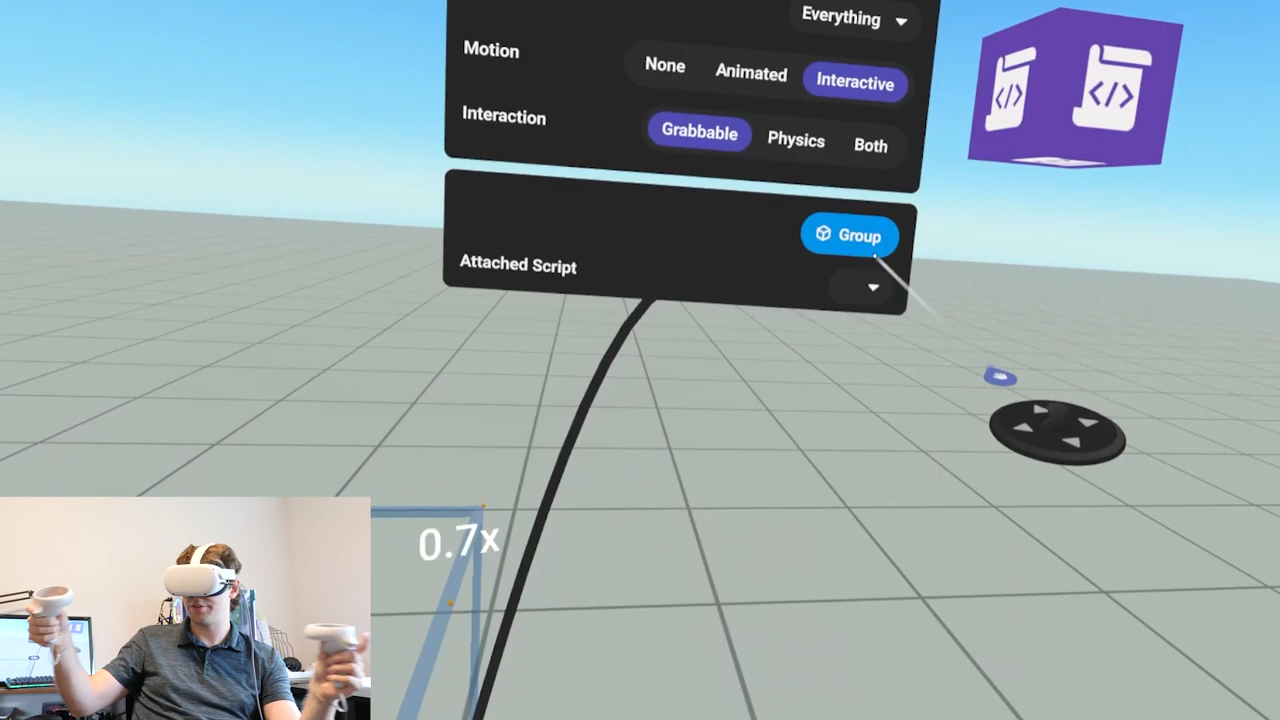 Everything
Motion
None
Animated
Interactive
Interaction
Grabbable
Physics
Both
Group
Attached Script
</> </>
0.7x